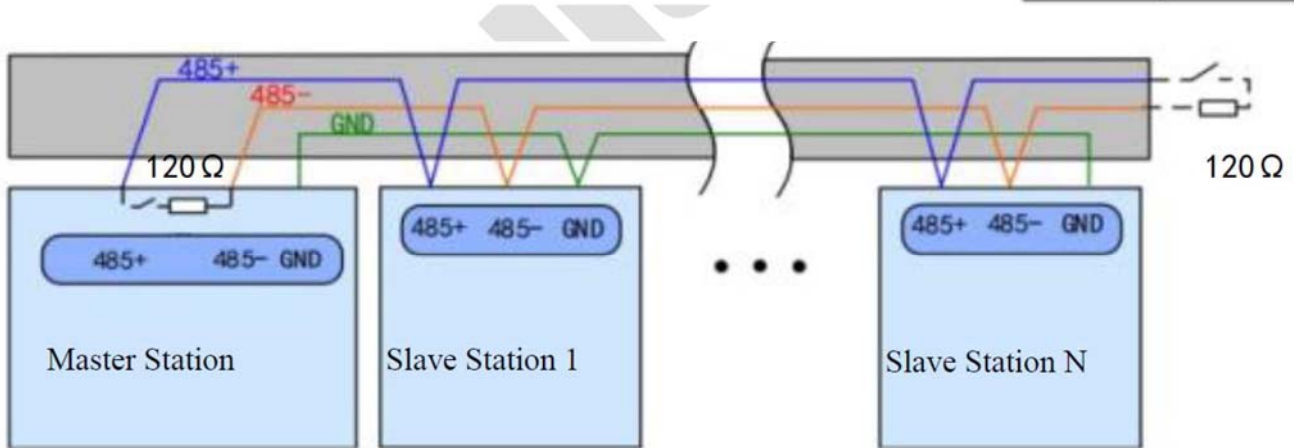 485+
485-
GND
120Ω
120Ω
485+ 485- GND
485+ 485- GND
485+ 485- GND
Master Station
Slave Station 1
Slave Station N